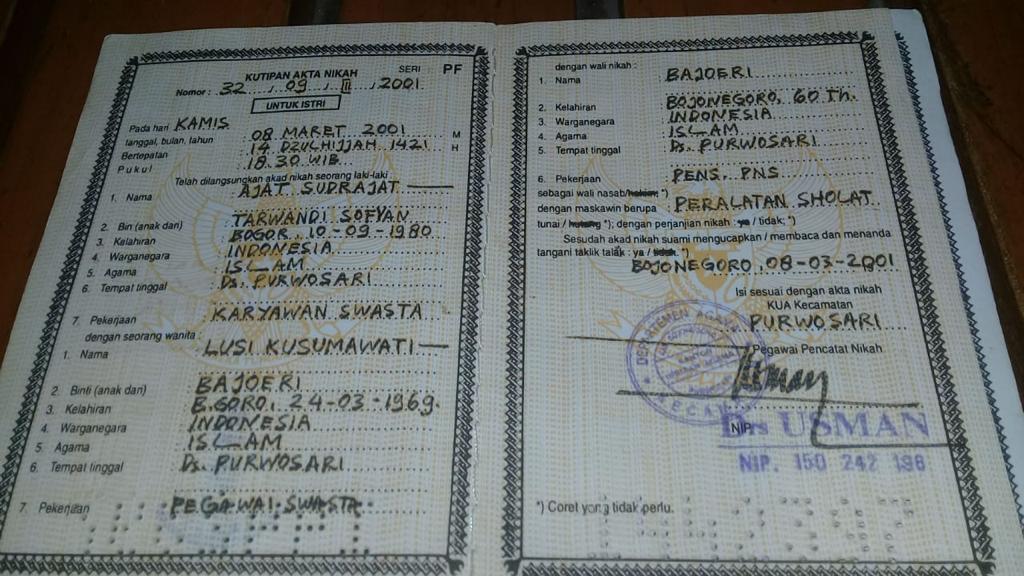 KUTIPAN AKTA NIKAH SERI PF
Nomor : 32 / 09 / III / 2001
UNTUK ISTRI
Pada hari KAMIS
tanggal, bulan, tahun 08 MARET 2001 M
Bertepatan 14 DZULHIJJAH 1421 H
Pukul 18.30 WIB
Telah dilangsungkan akad nikah seorang laki-laki
1. Nama : AJAT SUDRAJAT
2. Bin (anak dari) : TARWANDI SOFYAN
3. Kelahiran : BOGOR, 10-09-1980
4. Warganegara : INDONESIA
5. Agama : ISLAM
6. Tempat tinggal : Ds. PURWOSARI
7. Pekerjaan : KARYAWAN SWASTA
dengan seorang wanita :
1. Nama : LUSI KUSUMAWATI
2. Binti (anak dari) : BAJOERI
3. Kelahiran : B.GORO, 24-03-1969.
4. Warganegara : INDONESIA
5. Agama : ISLAM
6. Tempat tinggal : Ds. PURWOSARI
7. Pekerjaan : PEGAWAI SWASTA
dengan wali nikah :
1. Nama : BAJOERI
2. Kelahiran : BOJONEGORO, 60 Th.
3. Warganegara : INDONESIA
4. Agama : ISLAM
5. Tempat tinggal : Ds. PURWOSARI
6. Pekerjaan : PENS. PNS
sebagai wali nasab/hakim; *)
dengan maskawin berupa : PERALATAN SHOLAT
tunai / hutang *); dengan perjanjian nikah : ya / tidak; *)
Sesudah akad nikah suami mengucapkan / membaca dan menanda
tangani taklik talak : ya / tidak. *)
BOJONEGORO, 08-03-2001
Isi sesuai dengan akta nikah
KUA Kecamatan
PURWOSARI
Pegawai Pencatat Nikah
DEPARTEMEN AGAMA
Usman
Drs USMAN
NIP.
NIP. 150 242 196
*) Coret yang tidak perlu.